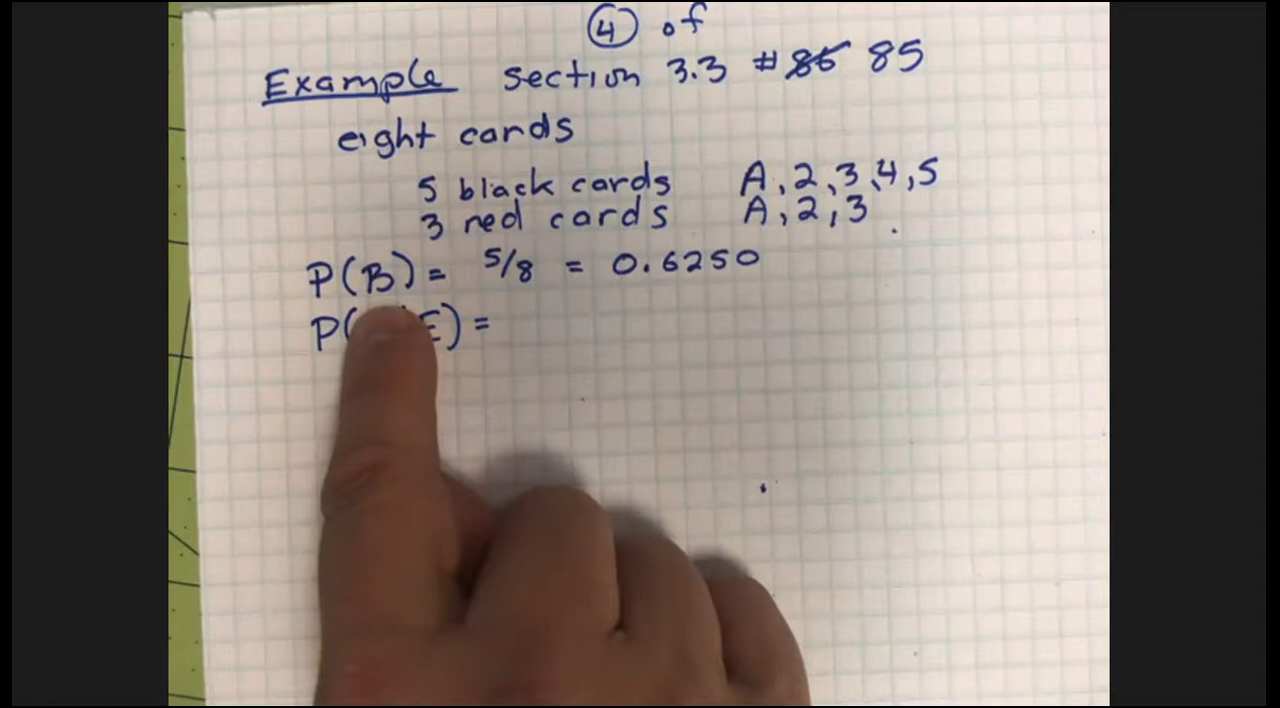 ④ of
Example section 3.3 # 85
eight cards
5 black cards A, 2, 3, 4, 5
3 red cards A, 2, 3
P(B) = 5/8 = 0.6250
P( E) =